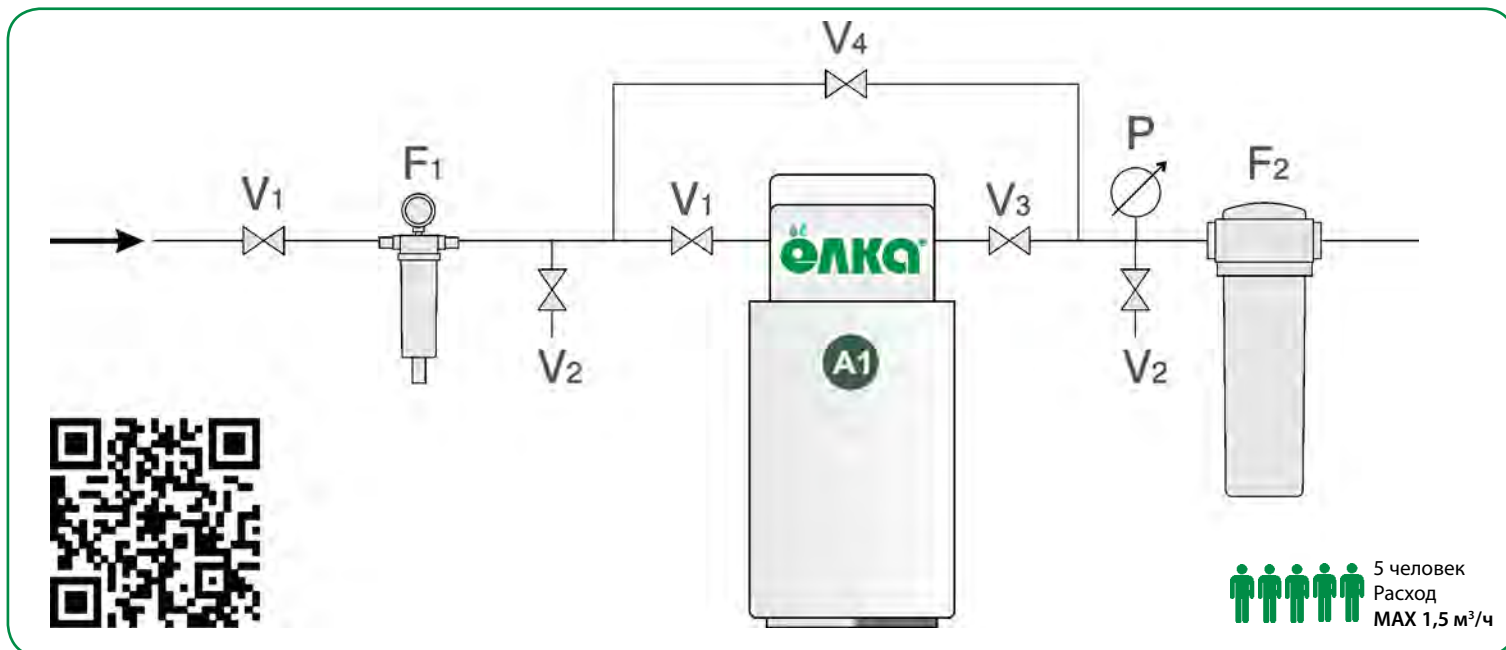 V4
P
F1
F2
V1
V1
V3
ёлка®
V2
V2
A1
5 человек
Расход
MAX 1,5 м³/ч